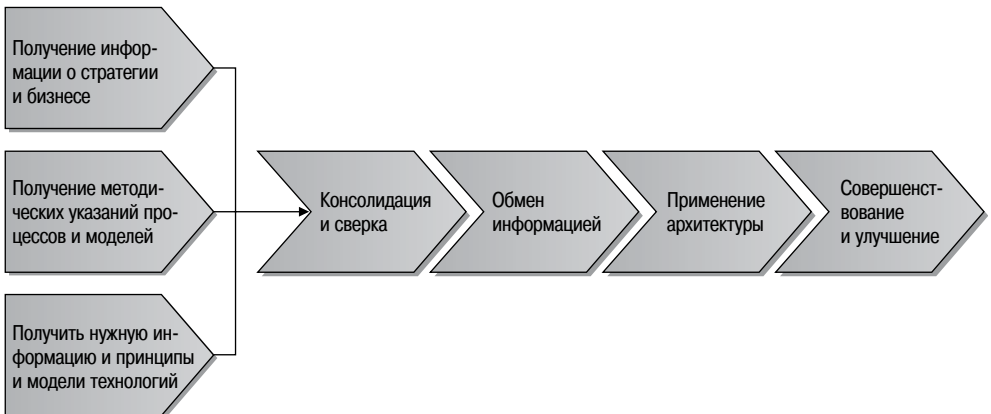 Получение инфор-
мации о стратегии
и бизнесе
Получение методи-
ческих указаний про-
цессов и моделей
Получить нужную ин-
формацию и принципы
и модели технологий
Консолидация
и сверка
Обмен
информацией
Применение
архитектуры
Совершенст-
вование
и улучшение